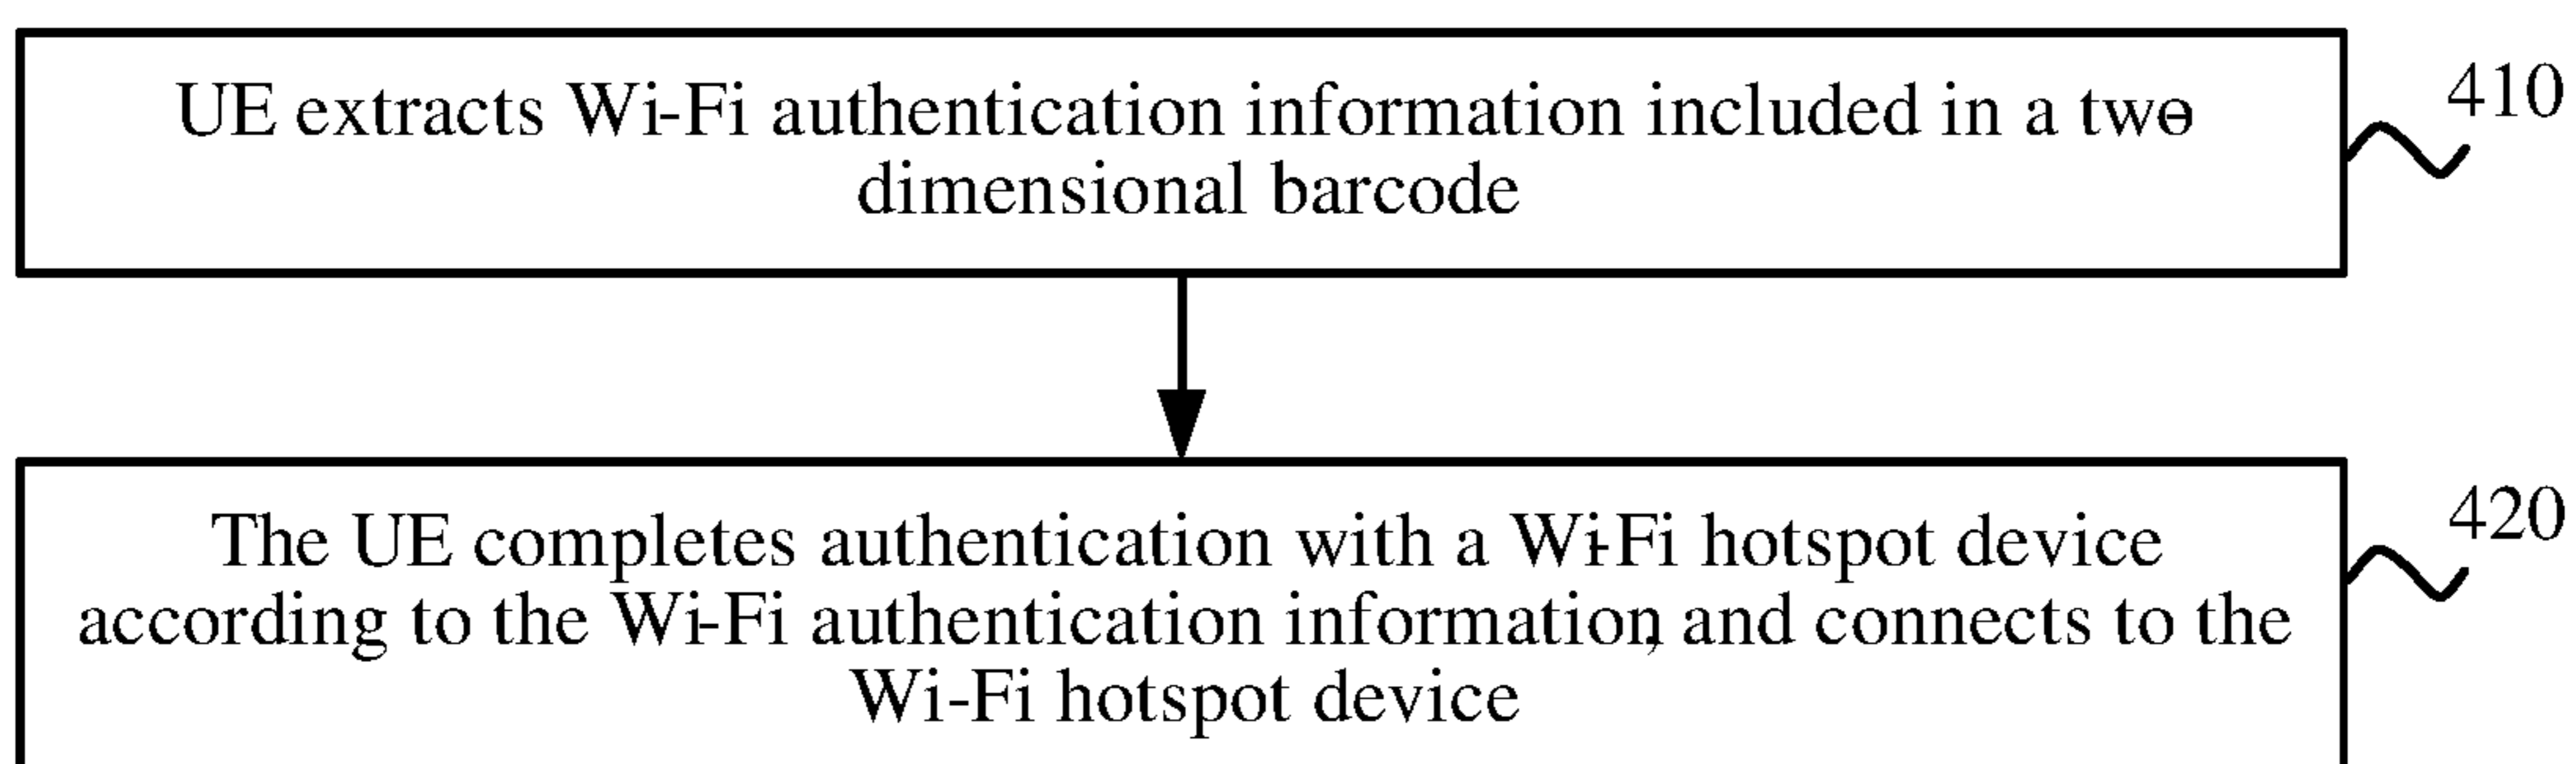 UE extracts Wi-Fi authentication information included in a two-
dimensional barcode
410
The UE completes authentication with a Wi-Fi hotspot device
according to the Wi-Fi authentication information, and connects to the
Wi-Fi hotspot device
420